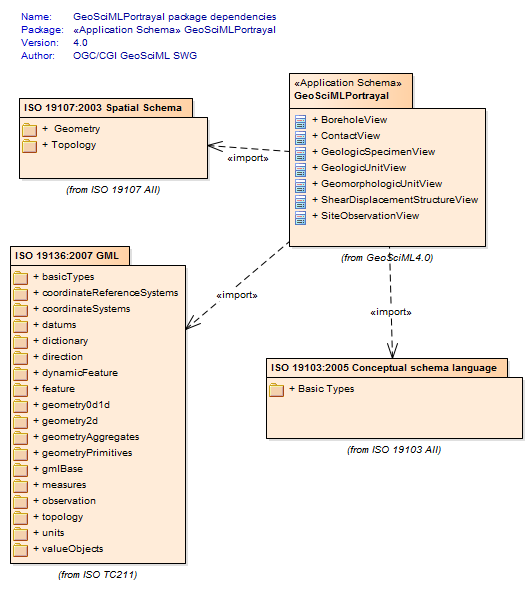 Name: GeoSciMLPortrayal package dependencies
Package: «Application Schema» GeoSciMLPortrayal
Version: 4.0
Author: OGC/CGI GeoSciML SWG
«Application Schema»
GeoSciMLPortrayal
+ BoreholeView
+ ContactView
+ GeologicSpecimenView
+ GeologicUnitView
+ GeomorphologicUnitView
+ ShearDisplacementStructureView
+ SiteObservationView
(from GeoSciML4.0)
ISO 19107:2003 Spatial Schema
+ Geometry
+ Topology
(from ISO 19107 All)
«import»
«import»
«import»
ISO 19136:2007 GML
+ basicTypes
+ coordinateReferenceSystems
+ coordinateSystems
+ datums
+ dictionary
+ direction
+ dynamicFeature
+ feature
+ geometry0d1d
+ geometry2d
+ geometryAggregates
+ geometryPrimitives
+ gmlBase
+ measures
+ observation
+ topology
+ units
+ valueObjects
(from ISO TC211)
ISO 19103:2005 Conceptual schema language
+ Basic Types
(from ISO 19103 All)